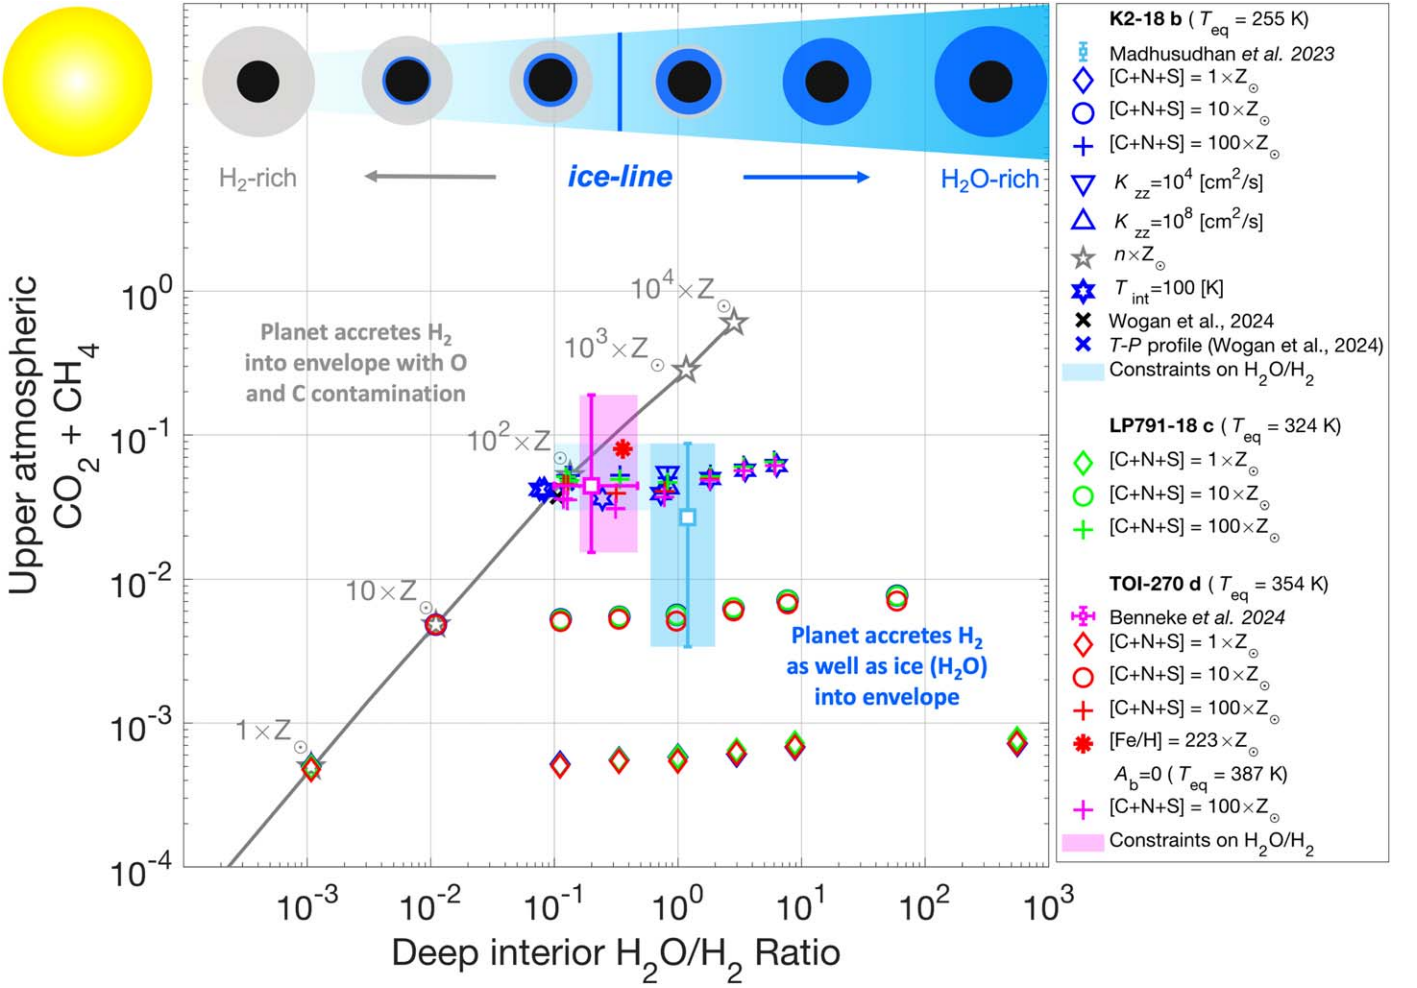 H2-rich
ice-line
H2O-rich
Upper atmospheric
CO2 + CH4
10^0
10^-1
10^-2
10^-3
10^-4
Planet accretes H2
into envelope with O
and C contamination
10^4×Z☉
10^3×Z☉
10^2×Z☉
10×Z☉
1×Z☉
Planet accretes H2
as well as ice (H2O)
into envelope
10^-3
10^-2
10^-1
10^0
10^1
10^2
10^3
Deep interior H2O/H2 Ratio
K2-18 b ( Teq = 255 K)
Madhusudhan et al. 2023
[C+N+S] = 1×Z☉
[C+N+S] = 10×Z☉
[C+N+S] = 100×Z☉
Kzz=10^4 [cm^2/s]
Kzz=10^8 [cm^2/s]
n×Z☉
Tint=100 [K]
Wogan et al., 2024
T-P profile (Wogan et al., 2024)
Constraints on H2O/H2
LP791-18 c ( Teq = 324 K)
[C+N+S] = 1×Z☉
[C+N+S] = 10×Z☉
[C+N+S] = 100×Z☉
TOI-270 d ( Teq = 354 K)
Benneke et al. 2024
[C+N+S] = 1×Z☉
[C+N+S] = 10×Z☉
[C+N+S] = 100×Z☉
[Fe/H] = 223×Z☉
Ab=0 ( Teq = 387 K)
[C+N+S] = 100×Z☉
Constraints on H2O/H2